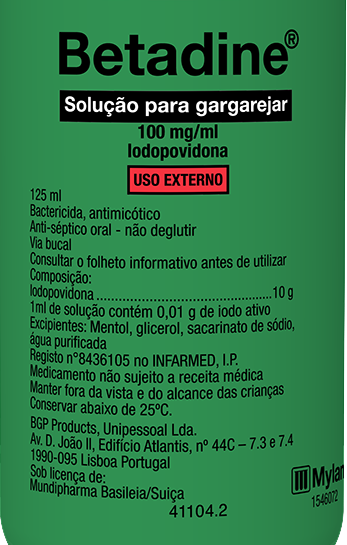 Betadine®
Solução para gargarejar
100 mg/ml
Iodopovidona
USO EXTERNO
125 ml
Bactericida, antimicótico
Anti-séptico oral - não deglutir
Via bucal
Consultar o folheto informativo antes de utilizar
Composição:
Iodopovidona..................................................10 g
1ml de solução contém 0,01 g de iodo ativo
Excipientes: Mentol, glicerol, sacarinato de sódio,
água purificada
Registo nº8436105 no INFARMED, I.P.
Medicamento não sujeito a receita médica
Manter fora da vista e do alcance das crianças
Conservar abaixo de 25ºC.
BGP Products, Unipessoal Lda.
Av. D. João II, Edifício Atlantis, nº 44C – 7.3 e 7.4
1990-095 Lisboa Portugal
Sob licença de:
Mundipharma Basileia/Suiça
Mylan
1546072
41104.2